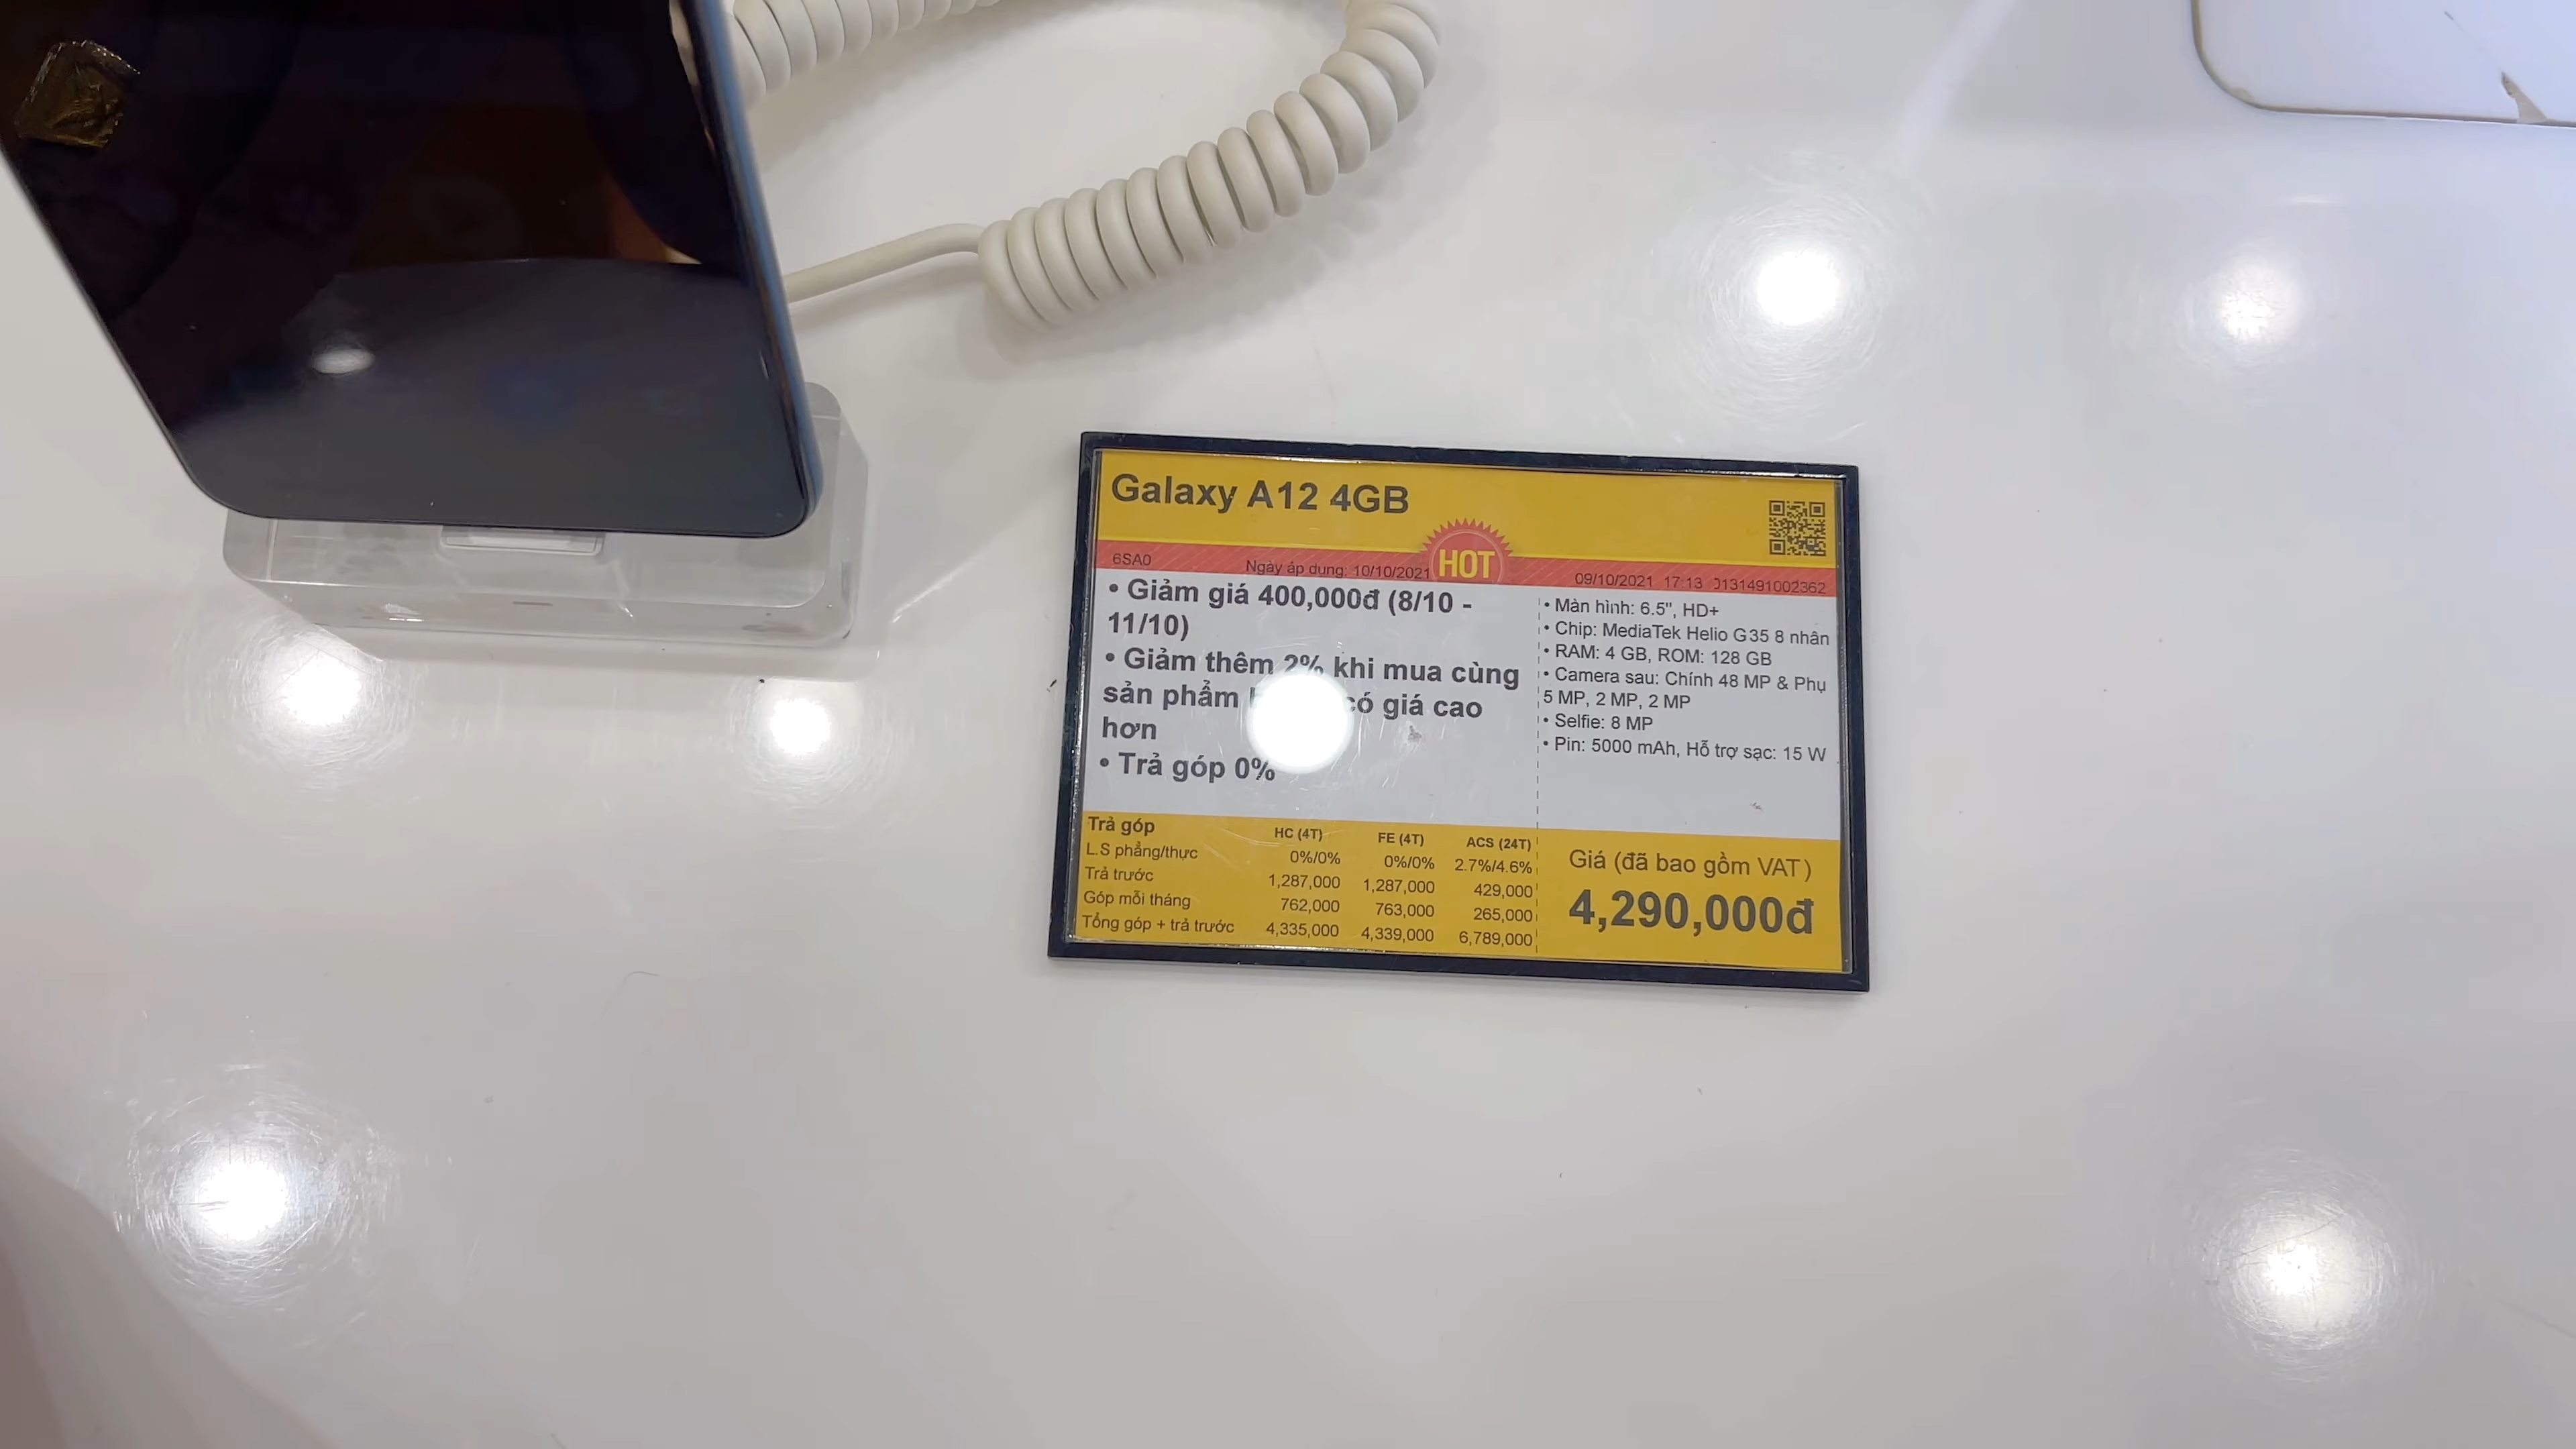 Galaxy A12 4GB
6SA0 Ngày áp dụng: 10/10/2021 HOT 09/10/2021 17:13 0131491002362
• Giảm giá 400,000đ (8/10 -
11/10)
• Giảm thêm 2% khi mua cùng
sản phẩm có giá cao
hơn
• Trả góp 0%
• Màn hình: 6.5", HD+
• Chip: MediaTek Helio G35 8 nhân
• RAM: 4 GB, ROM: 128 GB
• Camera sau: Chính 48 MP & Phụ
5 MP, 2 MP, 2 MP
• Selfie: 8 MP
• Pin: 5000 mAh, Hỗ trợ sạc: 15 W
Trả góp HC (4T) FE (4T) ACS (24T)
L.S phẳng/thực 0%/0% 0%/0% 2.7%/4.6%
Trả trước 1,287,000 1,287,000 429,000
Góp mỗi tháng 762,000 763,000 265,000
Tổng góp + trả trước 4,335,000 4,339,000 6,789,000
Giá (đã bao gồm VAT)
4,290,000đ